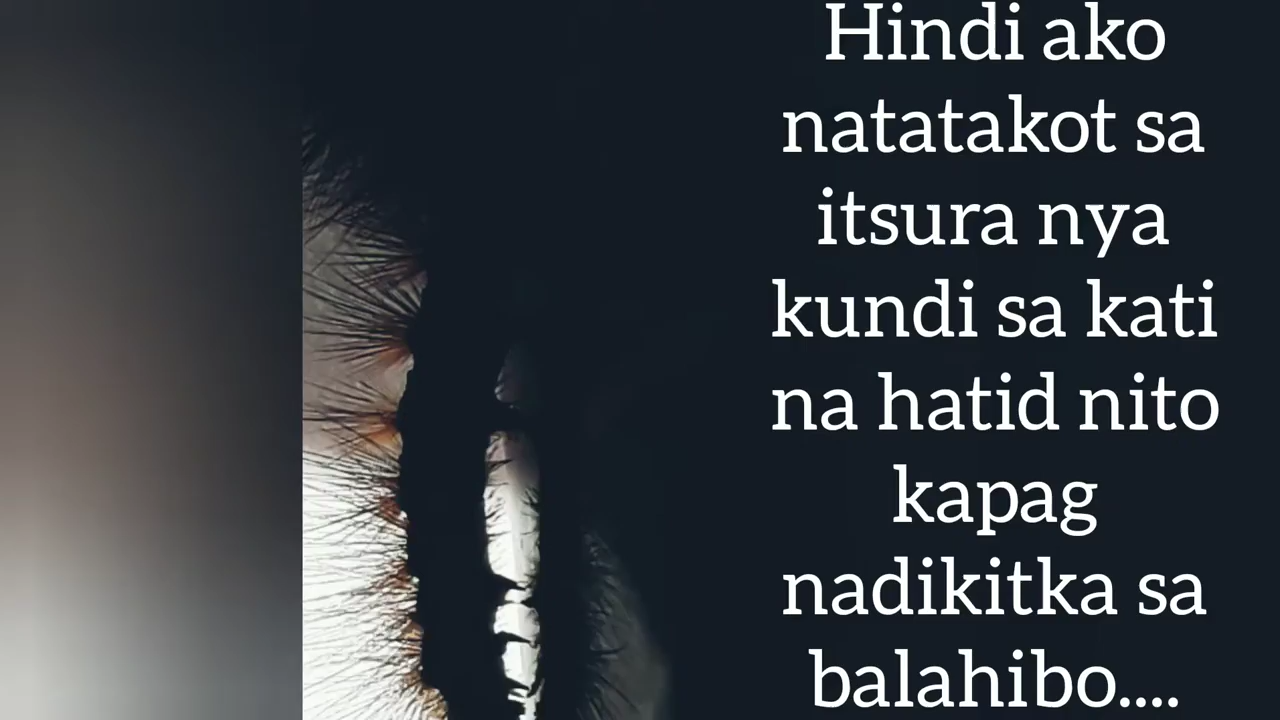 Hindi ako
natatakot sa
itsura nya
kundi sa kati
na hatid nito
kapag
nadikitka sa
balahibo....